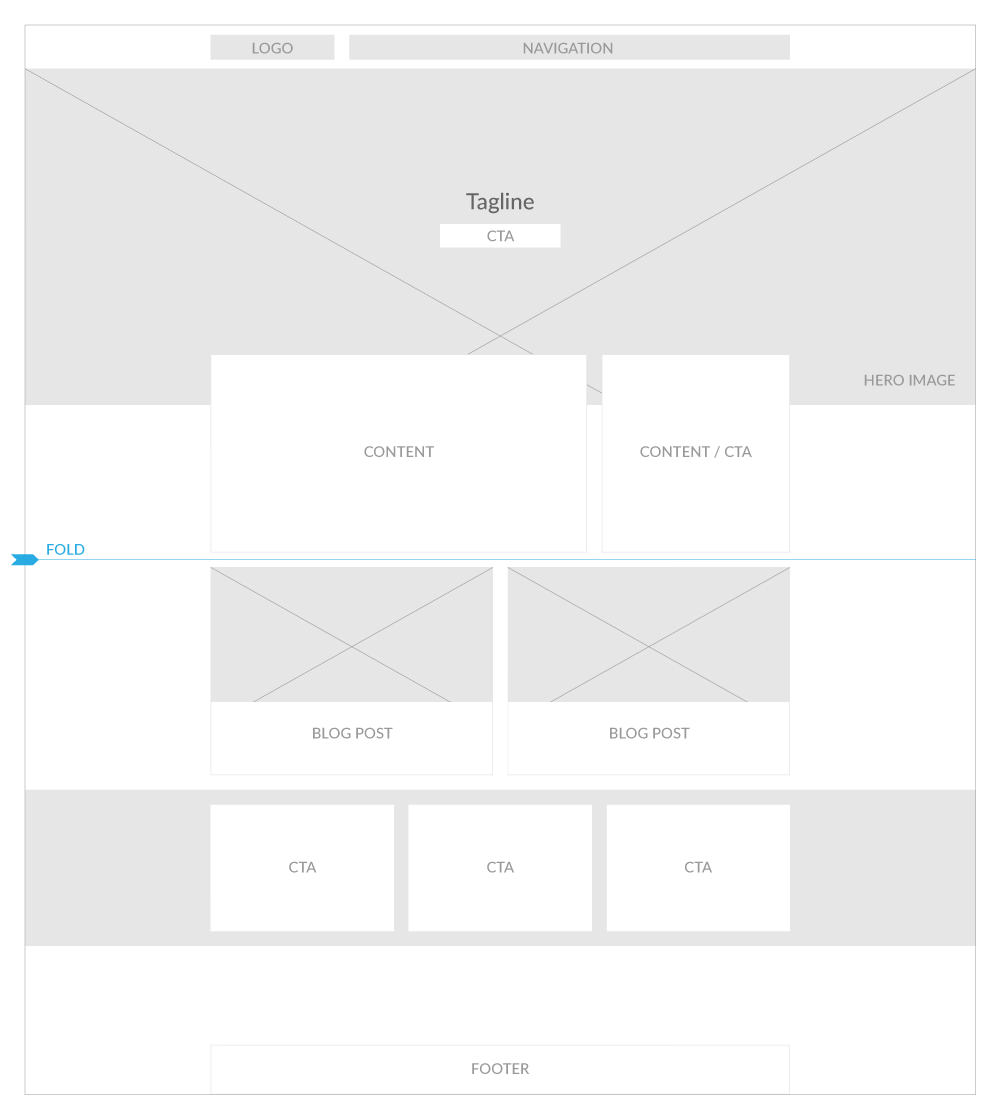 LOGO
NAVIGATION
Tagline
CTA
HERO IMAGE
CONTENT
CONTENT / CTA
FOLD
BLOG POST
BLOG POST
CTA
CTA
CTA
FOOTER